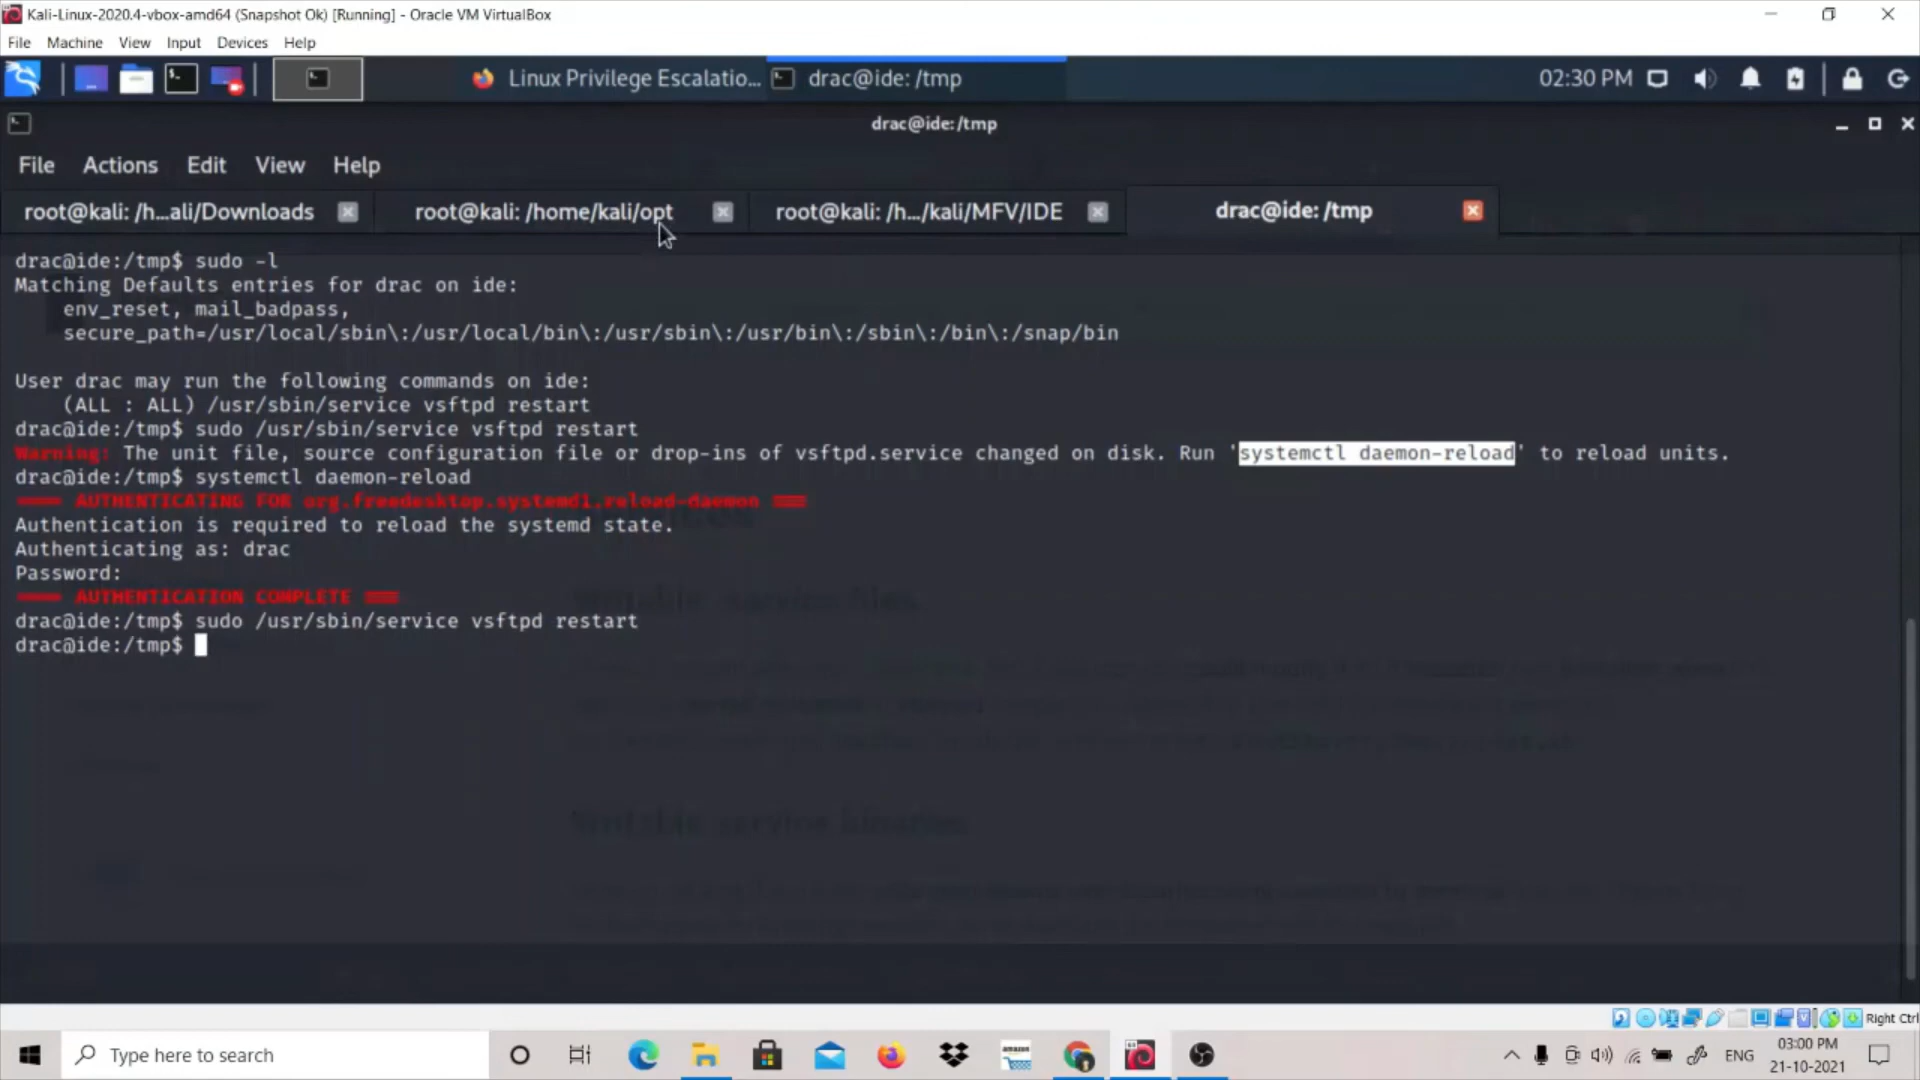 Kali-Linux-2020.4-vbox-amd64 (Snapshot Ok) [Running] - Oracle VM VirtualBox
File Machine View Input Devices Help
Linux Privilege Escalatio... drac@ide: /tmp 02:30 PM
drac@ide:/tmp
File Actions Edit View Help
root@kali: /h...ali/Downloads root@kali: /home/kali/opt root@kali: /h.../kali/MFV/IDE drac@ide: /tmp
drac@ide:/tmp$ sudo -l
Matching Defaults entries for drac on ide:
env_reset, mail_badpass,
secure_path=/usr/local/sbin\:/usr/local/bin\:/usr/sbin\:/usr/bin\:/sbin\:/bin\:/snap/bin
User drac may run the following commands on ide:
(ALL : ALL) /usr/sbin/service vsftpd restart
drac@ide:/tmp$ sudo /usr/sbin/service vsftpd restart
Warning: The unit file, source configuration file or drop-ins of vsftpd.service changed on disk. Run 'systemctl daemon-reload' to reload units.
drac@ide:/tmp$ systemctl daemon-reload
==== AUTHENTICATING FOR org.freedesktop.systemd1.reload-daemon ===
Authentication is required to reload the systemd state.
Authenticating as: drac
Password:
==== AUTHENTICATION COMPLETE ===
drac@ide:/tmp$ sudo /usr/sbin/service vsftpd restart
drac@ide:/tmp$
Writable service files
Writable service binaries
Right Ctrl
Type here to search
amazon
ENG
03:00 PM
21-10-2021